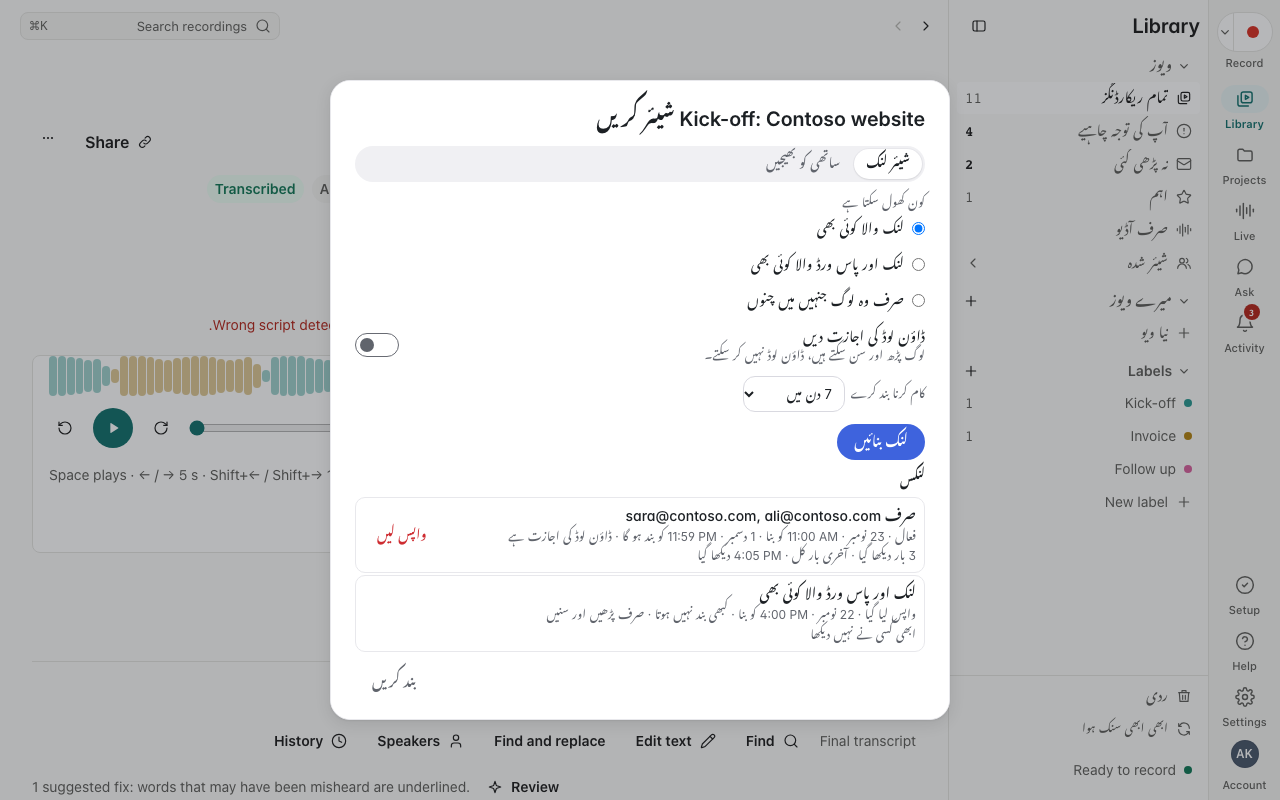 ⌘K
Search recordings
Library
Record
ویوز
تمام ریکارڈنگز
11
Library
آپ کی توجہ چاہیے
4
نہ پڑھی گئی
2
Projects
اہم
1
صرف آڈیو
Live
شیئر شدہ
Ask
میرے ویوز
3
نیا ویو
Activity
Labels
Kick-off
1
Invoice
1
Follow up
New label
Setup
Help
ردی
Settings
ابھی ابھی سنک ہوا
AK
Ready to record
Account
Share
Transcribed
A
Wrong script dete
Space plays · ← / → 5 s · Shift+← / Shift+→ 1
Kick-off: Contoso website شیئر کریں
شیئر لنک
ساتھی کو بھیجیں
کون کھول سکتا ہے
لنک والا کوئی بھی
لنک اور پاس ورڈ والا کوئی بھی
صرف وہ لوگ جنہیں میں چنوں
ڈاؤن لوڈ کی اجازت دیں
لوگ پڑھ اور سن سکتے ہیں، ڈاؤن لوڈ نہیں کر سکتے۔
کام کرنا بند کرے
7 دن میں
لنک بنائیں
لنکس
صرف sara@contoso.com, ali@contoso.com
فعال · 23 نومبر، 11:00 AM کو بنا · 1 دسمبر، 11:59 PM کو بند ہو گا · ڈاؤن لوڈ کی اجازت ہے
3 بار دیکھا گیا · آخری بار کل، 4:05 PM دیکھا گیا
واپس لیں
لنک اور پاس ورڈ والا کوئی بھی
واپس لیا گیا · 22 نومبر، 4:00 PM کو بنا · کبھی بند نہیں ہوتا · صرف پڑھیں اور سنیں
ابھی کسی نے نہیں دیکھا
بند کریں
Final transcript
Find
Edit text
Find and replace
Speakers
History
1 suggested fix: words that may have been misheard are underlined.
Review